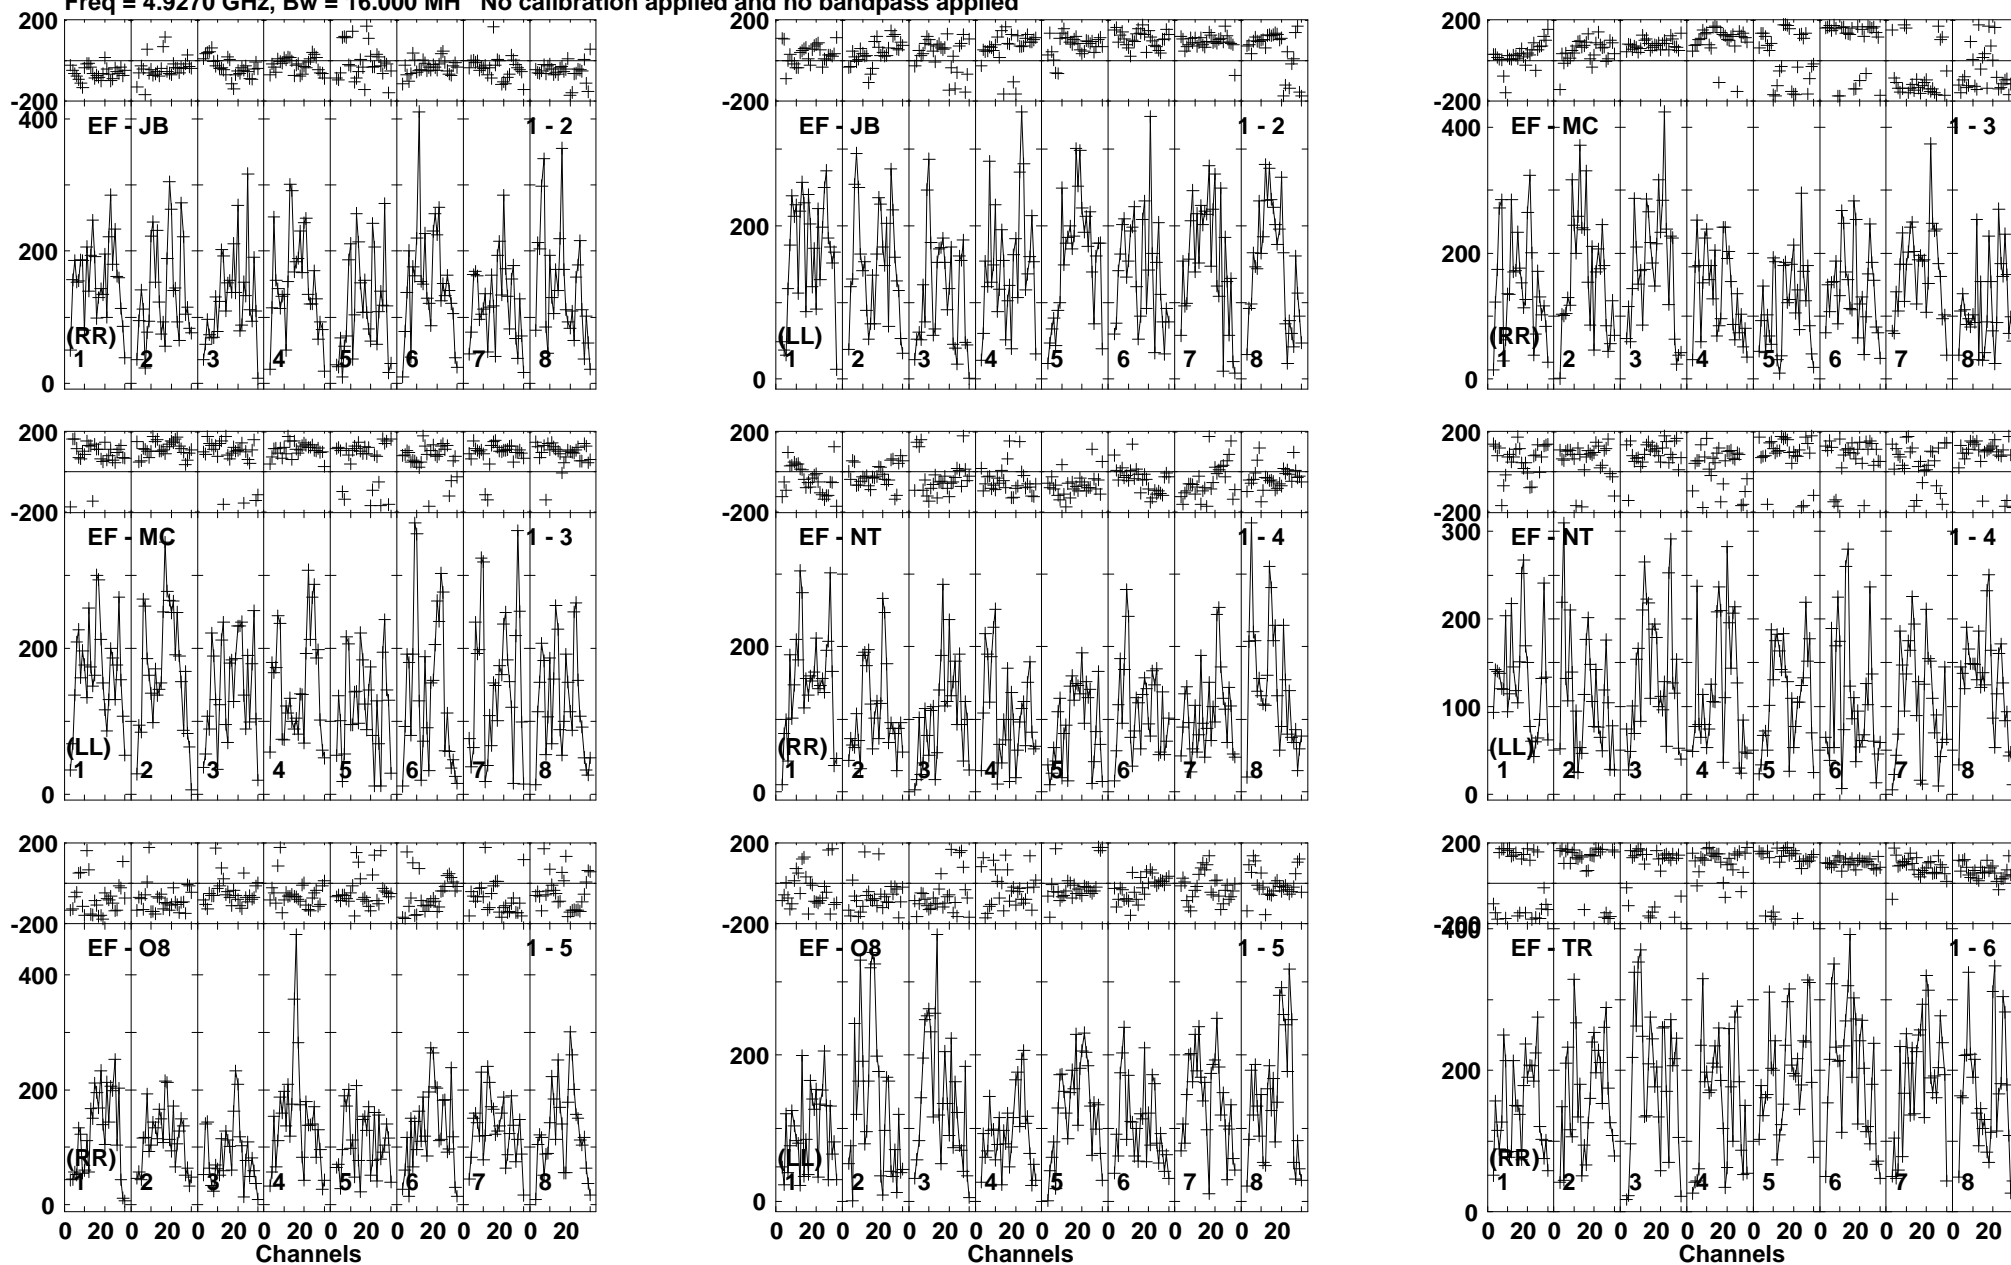 Freq = 4.9270 GHz, Bw = 16.000 MH No calibration applied and no bandpass applied
200 200 200
-200 -200 -200
400 EF - JB 1 - 2 EF - JB 1 - 2 400 EF - MC 1 - 3
200 200 200
(RR) (LL) (RR)
1 2 3 4 5 6 7 8 1 2 3 4 5 6 7 8 1 2 3 4 5 6 7 8
0 0 0
200 200 200
-200 -200 -200
EF - MC 1 - 3 EF - NT 1 - 4 300 EF - NT 1 - 4
200 200 200
100
(LL) (RR) (LL)
1 2 3 4 5 6 7 8 1 2 3 4 5 6 7 8 1 2 3 4 5 6 7 8
0 0 0
200 200 200
-200 -200 -200
400 EF - O8 1 - 5 EF - O8 1 - 5 400 EF - TR 1 - 6
200 200 200
(RR) (LL) (RR)
1 2 3 4 5 6 7 8 1 2 3 4 5 6 7 8 1 2 3 4 5 6 7 8
0 0 0
0 20 0 20 0 20 0 20 0 20 0 20 0 20 0 20 0 20 0 20 0 20 0 20 0 20 0 20 0 20 0 20 0 20 0 20 0 20 0 20 0 20 0 20 0 20 0 20
Channels Channels Channels